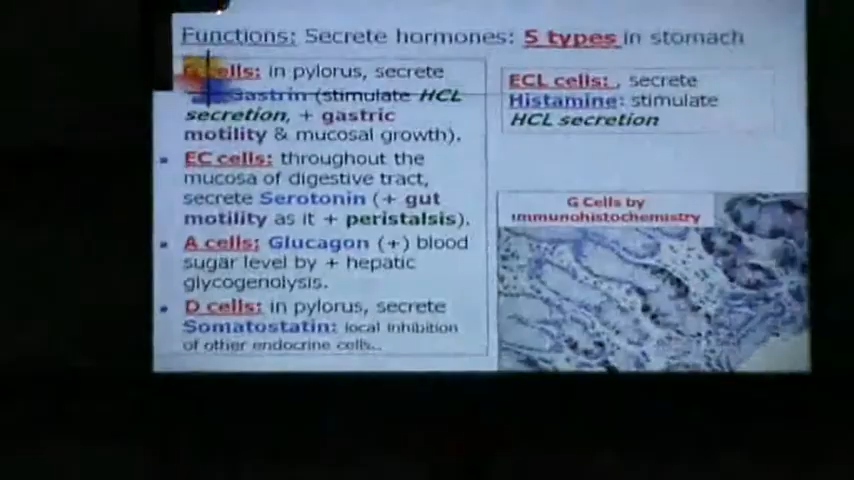 Functions: Secrete hormones: 5 types in stomach
G cells: in pylorus, secrete
Gastrin (stimulate HCL
secretion, + gastric
motility & mucosal growth).
EC cells: throughout the
mucosa of digestive tract,
secrete Serotonin (+ gut
motility as it + peristalsis).
A cells: Glucagon (+) blood
sugar level by + hepatic
glycogenolysis.
D cells: in pylorus, secrete
Somatostatin: local inhibition
of other endocrine cells..
ECL cells: , secrete
Histamine: stimulate
HCL secretion
G Cells by
immunohistochemistry